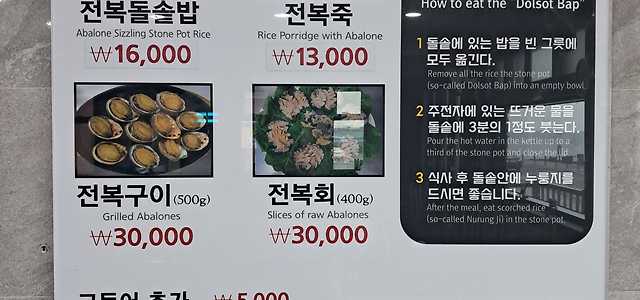 전복돌솥밥
Abalone Sizzling Stone Pot Rice
₩16,000
전복죽
Rice Porridge with Abalone
₩13,000
전복구이(500g)
Grilled Abalones
₩30,000
전복회(400g)
Slices of raw Abalones
₩30,000
고등어 추가 ₩5,000
How to eat the "Dolsot Bap"
1 돌솥에 있는 밥을 빈 그릇에
모두 옮긴다.
Remove all the rice the stone pot
(so-called Dolsot Bap) into an empty bowl.
2 주전자에 있는 뜨거운 물을
돌솥에 3분의 1정도 붓는다.
Pour the hot water in the kettle up to a
third of the stone pot and close the lid.
3 식사 후 돌솥안에 누룽지를
드시면 좋습니다.
After the meal, eat scorched rice
(so-called Nurung Ji) in the stone pot.